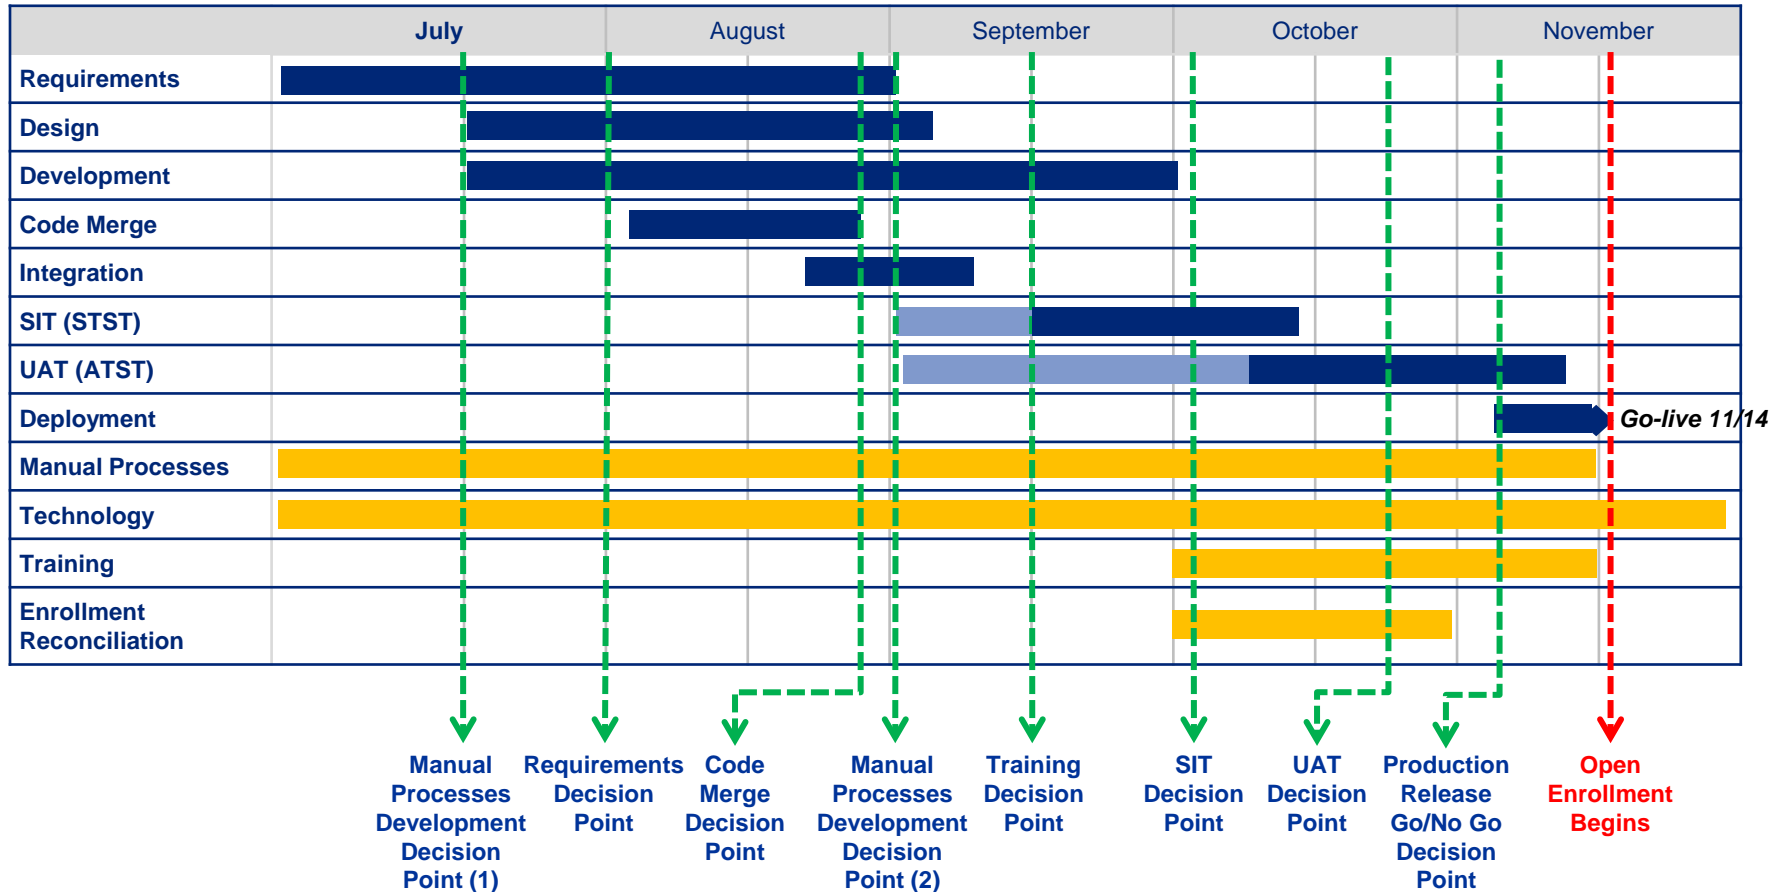 July August September October November
Requirements
Design
Development
Code Merge
Integration
SIT (STST)
UAT (ATST)
Deployment
Go-live 11/14
Manual Processes
Technology
Training
Enrollment
Reconciliation
Manual
Processes
Development
Decision
Point (1)
Requirements
Decision
Point
Code
Merge
Decision
Point
Manual
Processes
Development
Decision
Point (2)
Training
Decision
Point
SIT
Decision
Point
UAT
Decision
Point
Production
Release
Go/No Go
Decision
Point
Open
Enrollment
Begins